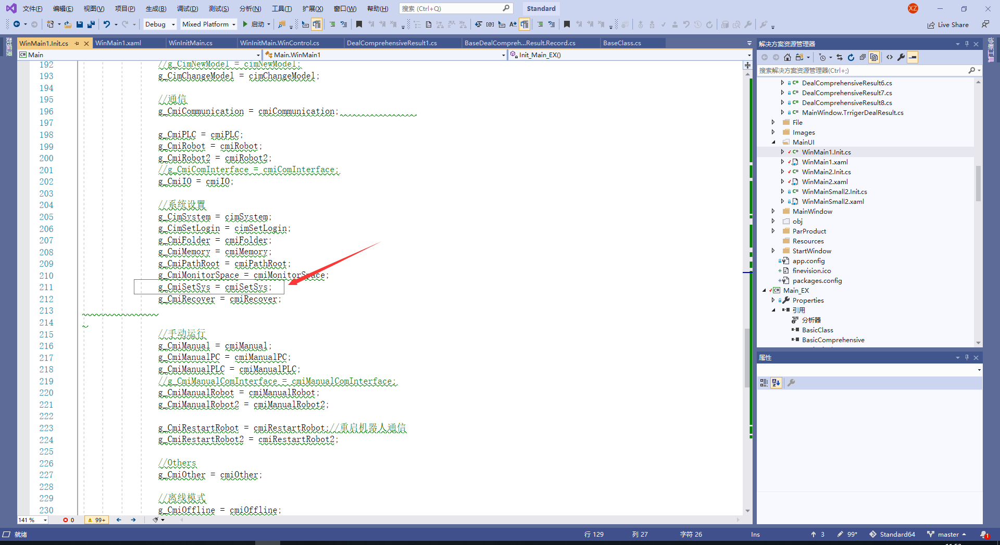 文件(F) 编辑(E) 视图(V) 项目(P) 生成(B) 调试(D) 测试(S) 分析(N) 工具(T) 扩展(X) 窗口(W) 帮助(H) 搜索 (Ctrl+Q) Standard XZ
Debug Mixed Platform 启动 Live Share
数据源
WinMain1.Init.cs WinMain1.xaml WinInitMain.cs WinInitMain.WinControl.cs DealComprehensiveResult1.cs BaseDealCompreh...Result.Record.cs BaseClass.cs
C# Main Main.WinMain1 Init_Main_EX()
192 //g_CimNewModel = cimNewModel;
193 g_CimChangeModel = cimChangeModel;
194
195 //通信
196 g_CmiCommunication = cmiCommunication;
197
198 g_CmiPLC = cmiPLC;
199 g_CmiRobot = cmiRobot;
200 g_CmiRobot2 = cmiRobot2;
201 //g_CmiComInterface = cmiComInterface;
202 g_CmiIO = cmiIO;
203
204 //系统设置
205 g_CimSystem = cimSystem;
206 g_CimSetLogin = cimSetLogin;
207 g_CmiFolder = cmiFolder;
208 g_CmiMemory = cmiMemory;
209 g_CmiPathRoot = cmiPathRoot;
210 g_CmiMonitorSpace = cmiMonitorSpace;
211 g_CmiSetSys = cmiSetSys;
212 g_CmiRecover = cmiRecover;
213
214
215 //手动运行
216 g_CmiManual = cmiManual;
217 g_CmiManualPC = cmiManualPC;
218 g_CmiManualPLC = cmiManualPLC;
219 //g_CmiManualComInterface = cmiManualComInterface;
220 g_CmiManualRobot = cmiManualRobot;
221 g_CmiManualRobot2 = cmiManualRobot2;
222
223 g_CmiRestartRobot = cmiRestartRobot;//重启机器人通信
224 g_CmiRestartRobot2 = cmiRestartRobot2;
225
226 //Others
227 g_CmiOther = cmiOther;
228
229 //离线模式
230 g_CmiOffline = cmiOffline;
141 % 0 99+
解决方案资源管理器
搜索解决方案资源管理器(Ctrl+;)
C# DealComprehensiveResult6.cs
C# DealComprehensiveResult7.cs
C# DealComprehensiveResult8.cs
C# MainWindow.TrrigerDealResult.cs
File
Images
MainUI
C# WinMain1.Init.cs
WinMain1.xaml
C# WinMain2.Init.cs
WinMain2.xaml
C# WinMainSmall2.Init.cs
WinMainSmall2.xaml
MainWindow
obj
ParProduct
Resources
StartWindow
app.config
finevision.ico
packages.config
C# Main_EX
Properties
引用
分析器
BasicClass
BasicComprehensive
属性
诊断工具
就绪 行 129 列 27 字符 26 Ins 3 99* Standard64 master 1